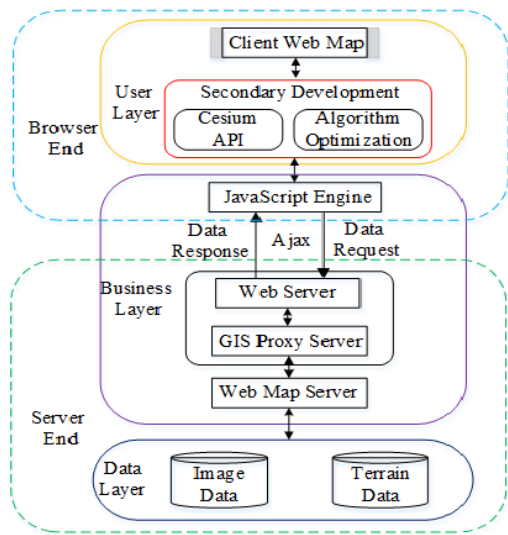 Client Web Map
User
Layer
Secondary Development
Cesium
API
Algorithm
Optimization
Browser
End
JavaScript Engine
Data
Response
Ajax
Data
Request
Business
Layer
Web Server
GIS Proxy Server
Web Map Server
Server
End
Data
Layer
Image
Data
Terrain
Data